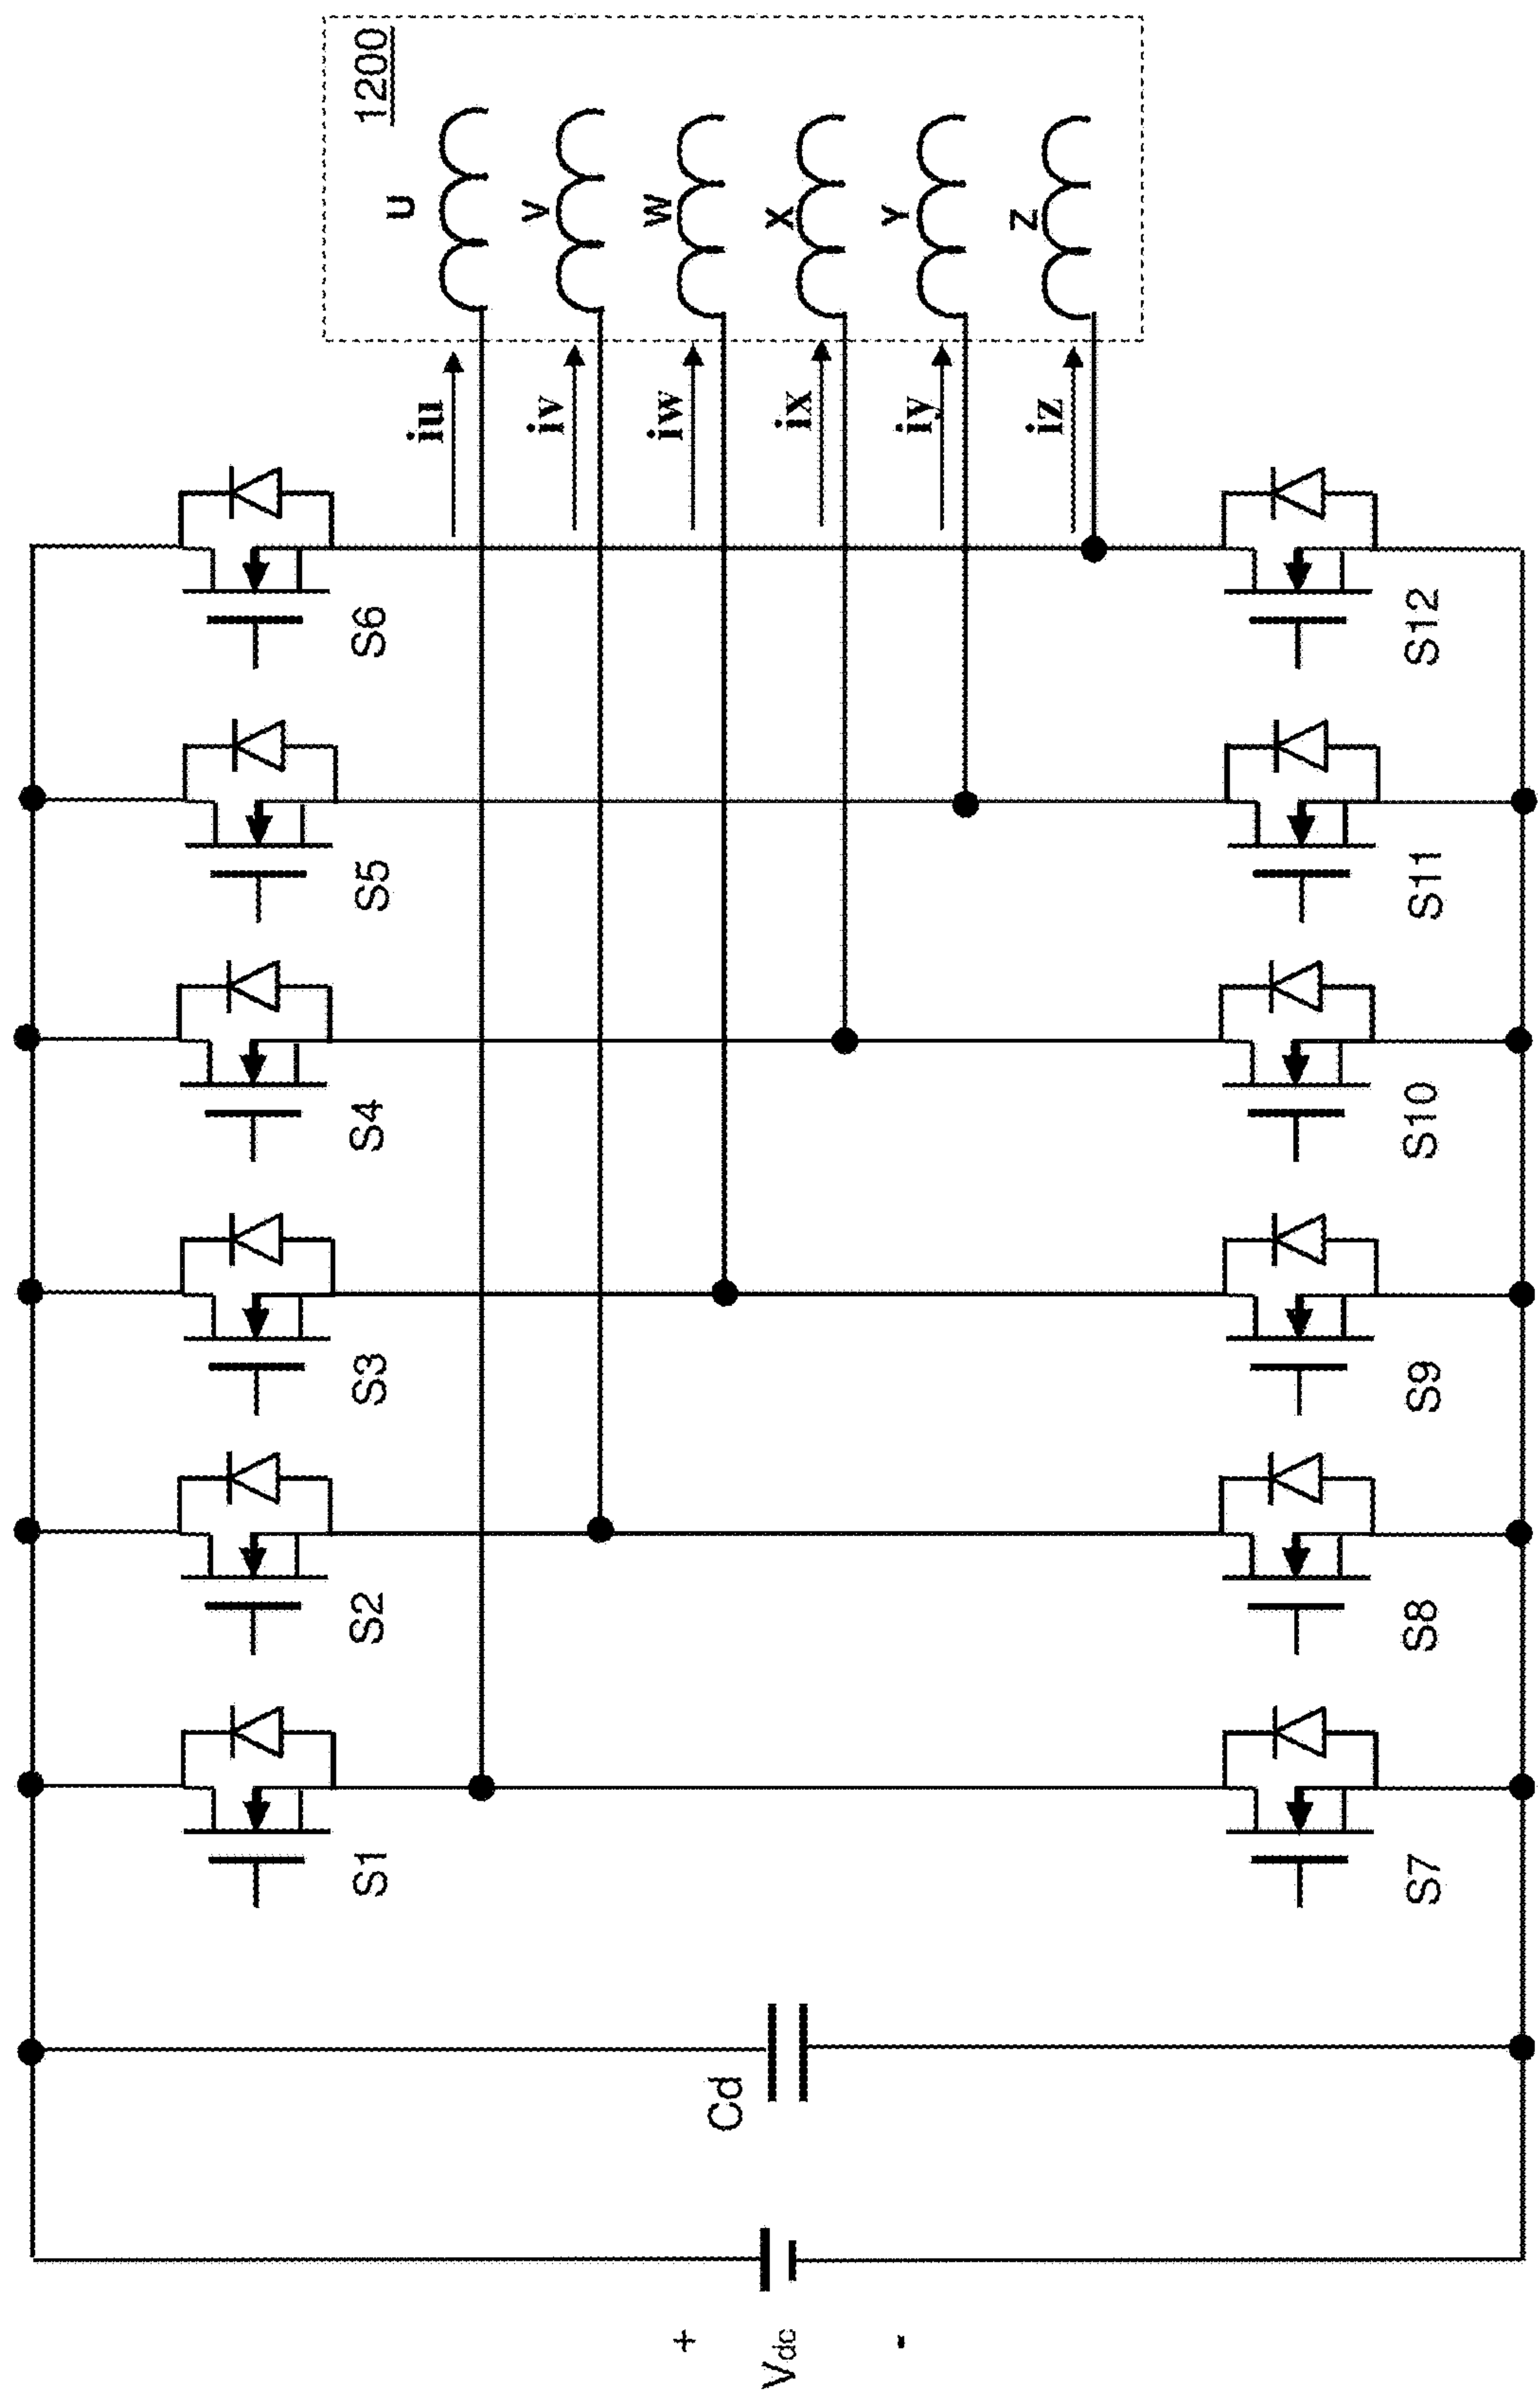 1200
U
V
W
X
Y
Z
iu
iv
iw
ix
iy
iz
S1
S2
S3
S4
S5
S6
Cd
+
Vdc
-
S7
S8
S9
S10
S11
S12